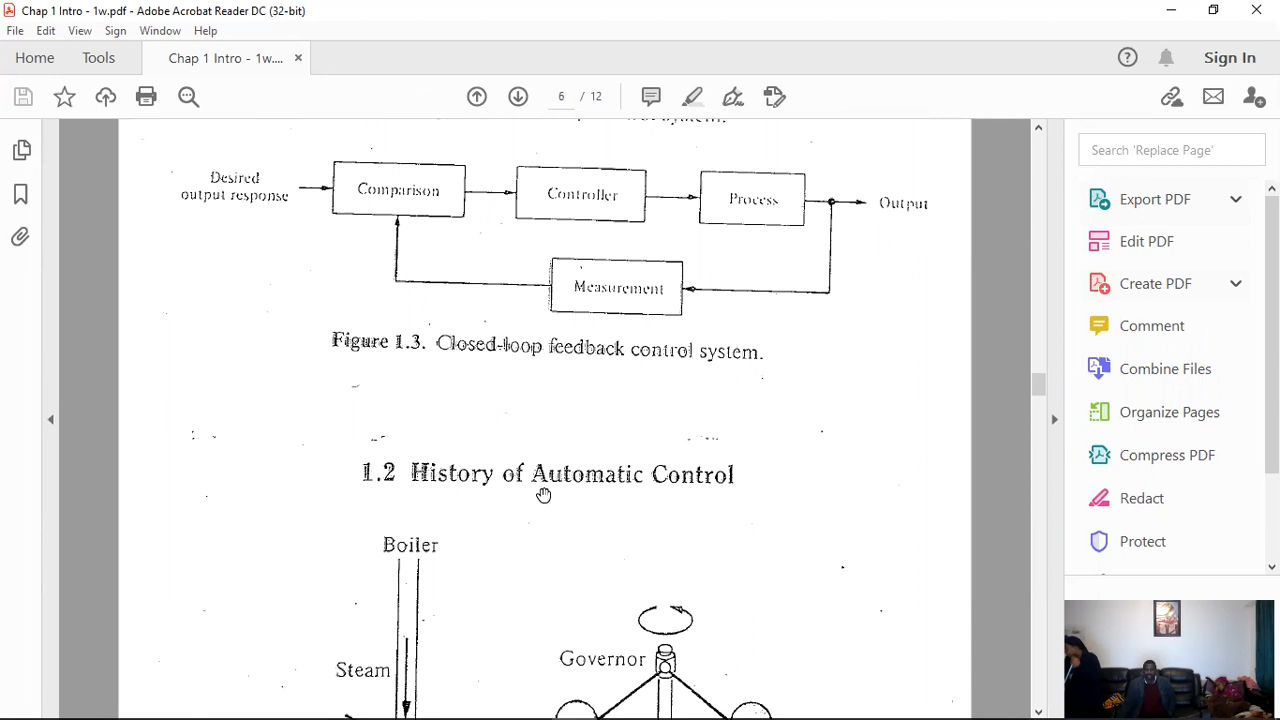 Chap 1 Intro - 1w.pdf - Adobe Acrobat Reader DC (32-bit)
File Edit View Sign Window Help
Home Tools Chap 1 Intro - 1w.... ×
Sign In
6 / 12
Search 'Replace Page'
Export PDF
Edit PDF
Create PDF
Comment
Combine Files
Organize Pages
Compress PDF
Redact
Protect
Desired
output response
Comparison
Controller
Process
Output
Measurement
Figure 1.3. Closed-loop feedback control system.
1.2 History of Automatic Control
Boiler
Steam
Governor